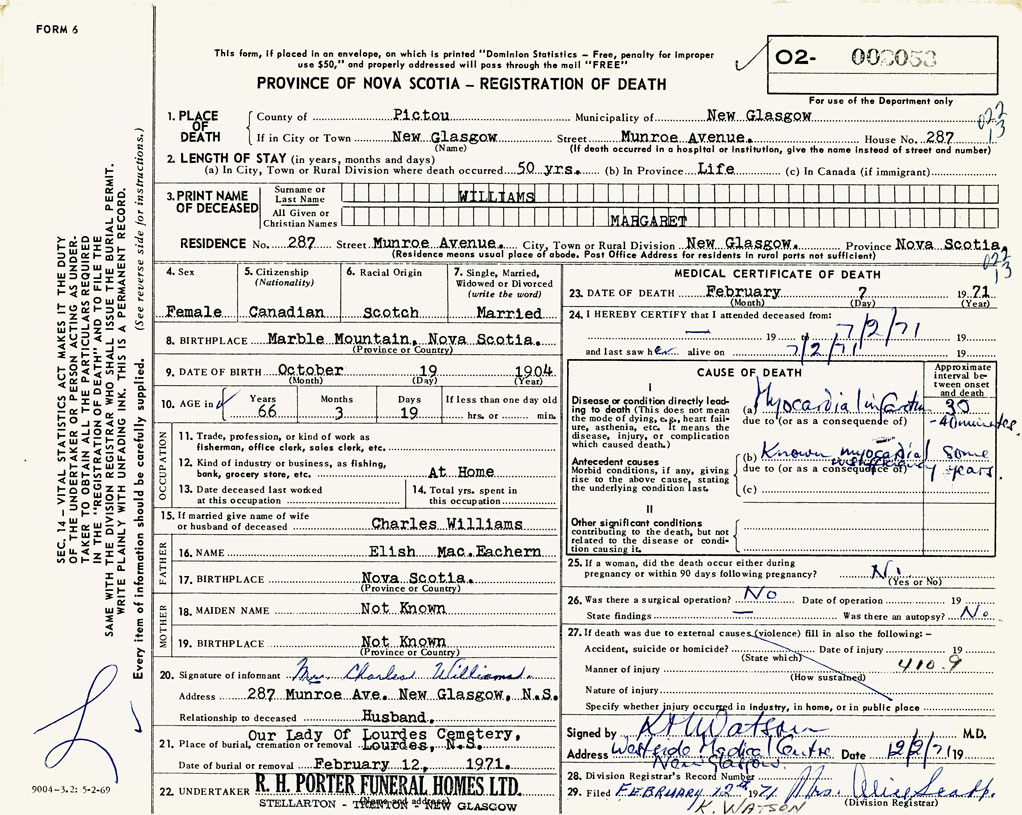 FORM 6
This form, if placed in an envelope, on which is printed "Dominion Statistics – Free, penalty for improper
use $50," and properly addressed will pass through the mail "FREE"
02- 002053
PROVINCE OF NOVA SCOTIA – REGISTRATION OF DEATH
For use of the Department only
022
13
1. PLACE OF DEATH
County of Pictou Municipality of New Glasgow
If in City or Town New Glasgow Street Munroe Avenue. House No. 287
(Name) (If death occurred in a hospital or institution, give the name instead of street and number)
2. LENGTH OF STAY (in years, months and days)
(a) In City, Town or Rural Division where death occurred 50 yrs. (b) In Province Life (c) In Canada (if immigrant)
3. PRINT NAME OF DECEASED
Surname or Last Name WILLIAMS
All Given or Christian Names MARGARET
RESIDENCE No. 287 Street Munroe Avenue. City, Town or Rural Division New Glasgow. Province Nova Scotia.
(Residence means usual place of abode. Post Office Address for residents in rural ports not sufficient)
022
13
4. Sex
Female
5. Citizenship
(Nationality)
Canadian
6. Racial Origin
Scotch
7. Single, Married,
Widowed or Divorced
(write the word)
Married
8. BIRTHPLACE Marble Mountain, Nova Scotia.
(Province or Country)
9. DATE OF BIRTH October 19 1904
(Month) (Day) (Year)
10. AGE in
Years 66
Months 3
Days 19
If less than one day old
hrs. or min.
OCCUPATION
11. Trade, profession, or kind of work as
fisherman, office clerk, sales clerk, etc.
12. Kind of industry or business, as fishing,
bank, grocery store, etc. At Home
13. Date deceased last worked
at this occupation
14. Total yrs. spent in
this occupation
15. If married give name of wife
or husband of deceased Charles Williams
FATHER
16. NAME Elish Mac.Eachern
17. BIRTHPLACE Nova Scotia.
(Province or Country)
MOTHER
18. MAIDEN NAME Not Known
19. BIRTHPLACE Not Known
(Province or Country)
20. Signature of informant Mrs. Charles Williams.
Address 287 Munroe Ave. New Glasgow, N.S.
Relationship to deceased Husband.
Our Lady Of Lourdes Cemetery,
21. Place of burial, cremation or removal Lourdes, N.S.
Date of burial or removal February 12, 1971.
22. UNDERTAKER R. H. PORTER FUNERAL HOMES LTD.
(Name and address)
STELLARTON - TRENTON - NEW GLASGOW
MEDICAL CERTIFICATE OF DEATH
23. DATE OF DEATH February 7 1971
(Month) (Day) (Year)
24. I HEREBY CERTIFY that I attended deceased from:
— 19 to 7/2/71 19
and last saw her alive on 7/2/71 19
CAUSE OF DEATH
Approximate
interval be-
tween onset
and death
I
Disease or condition directly lead-
ing to death (This does not mean
the mode of dying, e.g., heart fail-
ure, asthenia, etc. It means the
disease, injury, or complication
which caused death.)
(a) Myocardial infarction 30
-40 minutes.
due to (or as a consequence of)
Antecedent causes
Morbid conditions, if any, giving
rise to the above cause, stating
the underlying condition last.
(b) Known myocardial insufficiency some
years.
due to (or as a consequence of)
(c)
II
Other significant conditions
contributing to the death, but not
related to the disease or condi-
tion causing it.
25. If a woman, did the death occur either during
pregnancy or within 90 days following pregnancy? No
(Yes or No)
26. Was there a surgical operation? No Date of operation 19
State findings — Was there an autopsy? No
27. If death was due to external causes (violence) fill in also the following: –
Accident, suicide or homicide? Date of injury 19
(State which)
Manner of injury 410.9
(How sustained)
Nature of injury
Specify whether injury occurred in industry, in home, or in public place
Signed by K H Watson M.D.
Address Westside Medical Centre Date 12/2/71 19
New Glasgow
28. Division Registrar's Record Number
29. Filed FEBRUARY 12th 1971 Mrs. Alice
(Division Registrar)
K. WATSON
SEC. 14 – VITAL STATISTICS ACT MAKES IT THE DUTY
OF THE UNDERTAKER OR PERSON ACTING AS UNDER-
TAKER TO OBTAIN ALL THE PARTICULARS REQUIRED
IN THE "REGISTRATION OF DEATH" AND TO FILE THE
SAME WITH THE DIVISION REGISTRAR WHO SHALL ISSUE THE BURIAL PERMIT.
WRITE PLAINLY WITH UNFADING INK. THIS IS A PERMANENT RECORD.
Every item of information should be carefully supplied. (See reverse side for instructions.)
9004-3.2: 5-2-69